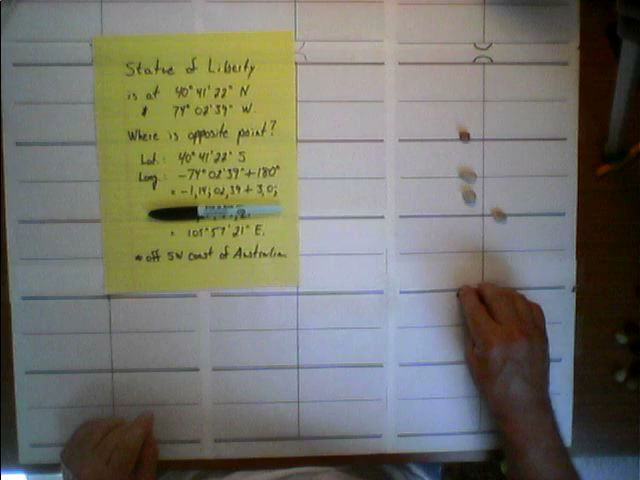 Statue of Liberty
is at 40° 41' 22" N
& 74° 02' 39" W.
Where is opposite point?
Lat: 40° 41' 22" S
Long: -74° 02' 39" + 180°
= -1,14; 02, 39 + 3,0;
= 105° 57' 21" E.
off SW coast of Australia.